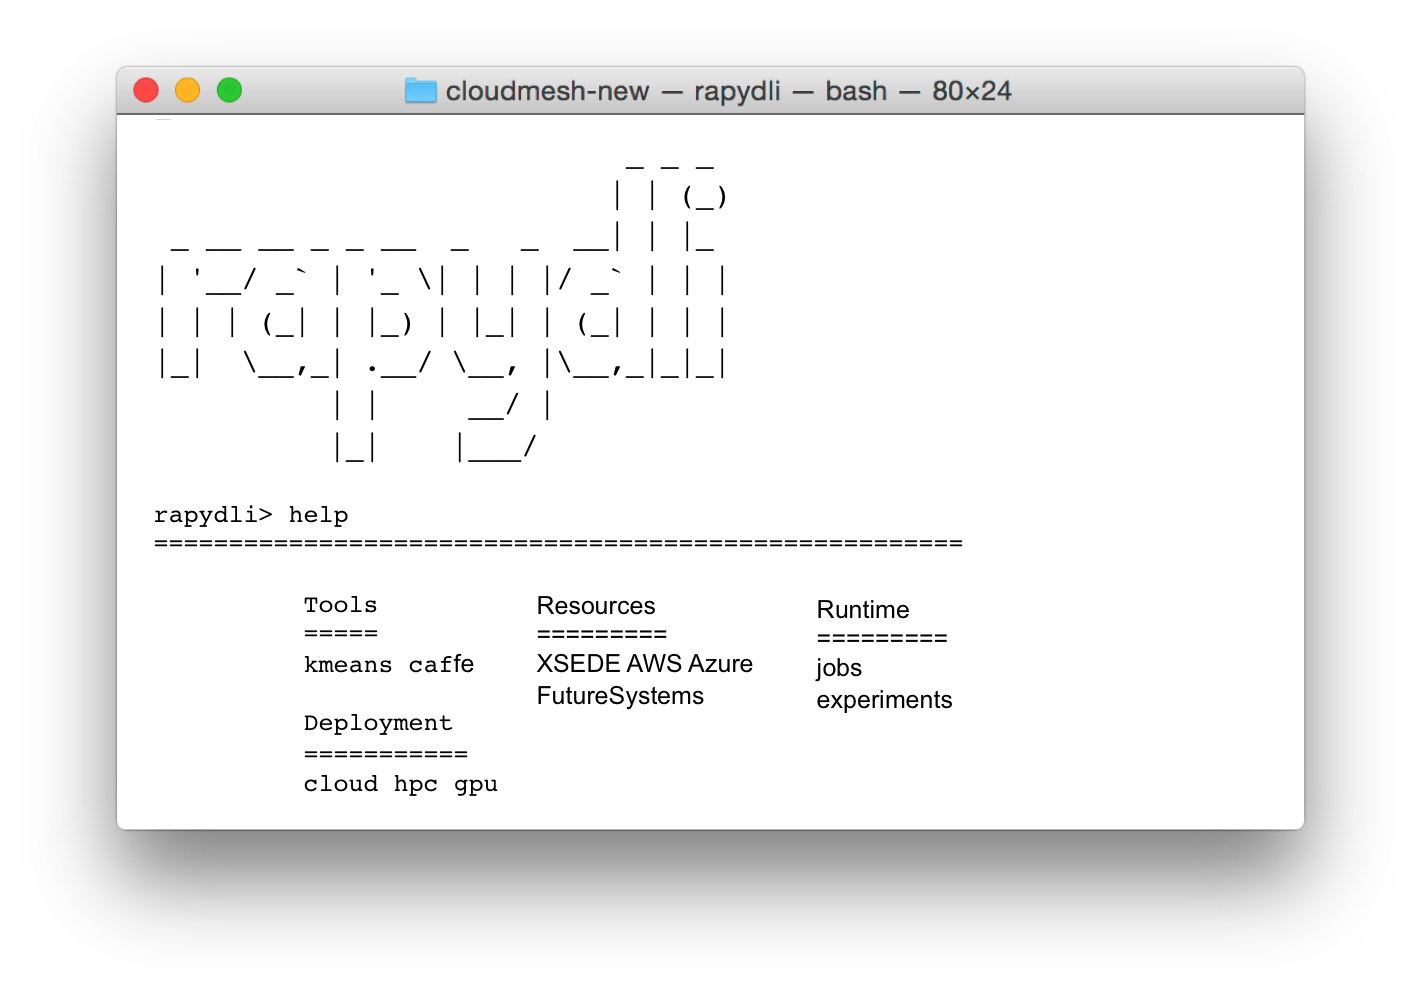 cloudmesh-new — rapydli — bash — 80×24
                           _ _ _
                          | | (_)
 _ __ __ _ _ __  _   _  __| | |_
| '__/ _` | '_ \| | | |/ _` | | |
| | | (_| | |_) | |_| | (_| | | |
|_|  \__,_| .__/ \__, |\__,_|_|_|
          | |     __/ |
          |_|    |___/
rapydli> help
======================================================
Tools
=====
kmeans caffe
Deployment
===========
cloud hpc gpu
Resources
=========
XSEDE AWS Azure
FutureSystems
Runtime
=========
jobs
experiments